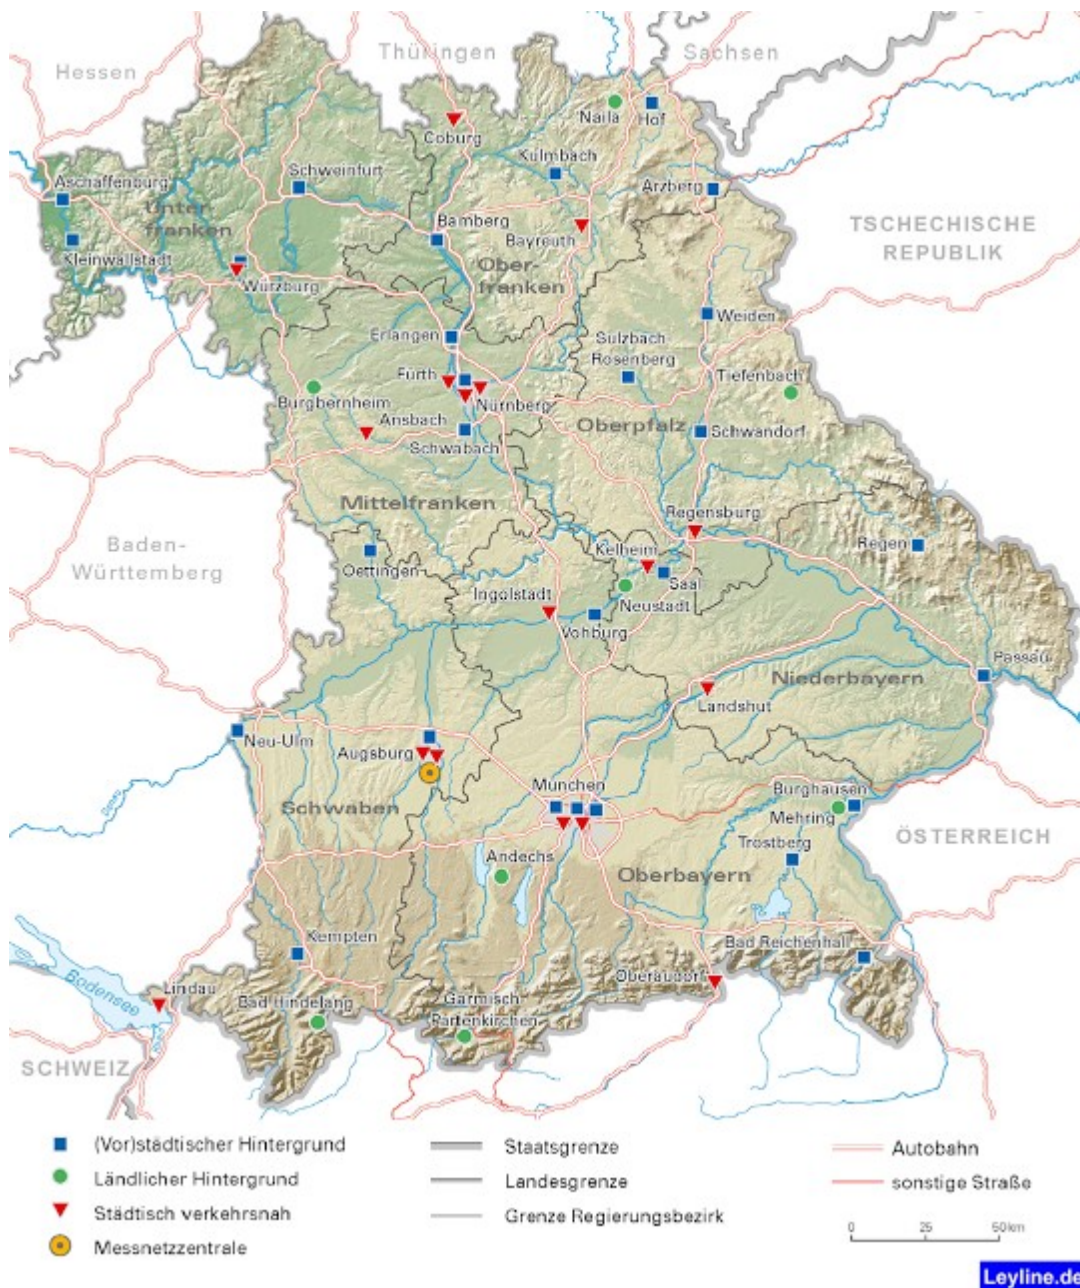 Hessen
Thüringen
Sachsen
Naila
Hof
Coburg
Kulmbach
Aschaffenburg
Schweinfurt
Arzberg
Unter-
franken
Bamberg
Bayreuth
TSCHECHISCHE
REPUBLIK
Kleinwallstadt
Ober-
franken
Würzburg
Weiden
Erlangen
Sulzbach
Rosenberg
Fürth
Tiefenbach
Burgbernheim
Nürnberg
Ansbach
Oberpfalz
Schwandorf
Schwabach
Mittelfranken
Regensburg
Baden-
Württemberg
Kelheim
Regen
Oettingen
Saal
Ingolstadt
Neustadt
Vohburg
Passau
Niederbayern
Landshut
Neu-Ulm
Augsburg
Donau
München
Burghausen
Schwaben
Mehring
ÖSTERREICH
Trostberg
Andechs
Oberbayern
Kempten
Bad Reichenhall
Oberaudorf
Bodensee
Lindau
Bad Hindelang
Garmisch
Partenkirchen
SCHWEIZ
(Vor)städtischer Hintergrund
Staatsgrenze
Autobahn
Ländlicher Hintergrund
Landesgrenze
sonstige Straße
Städtisch verkehrsnah
Grenze Regierungsbezirk
0 25 50km
Messnetzzentrale
Leyline.de